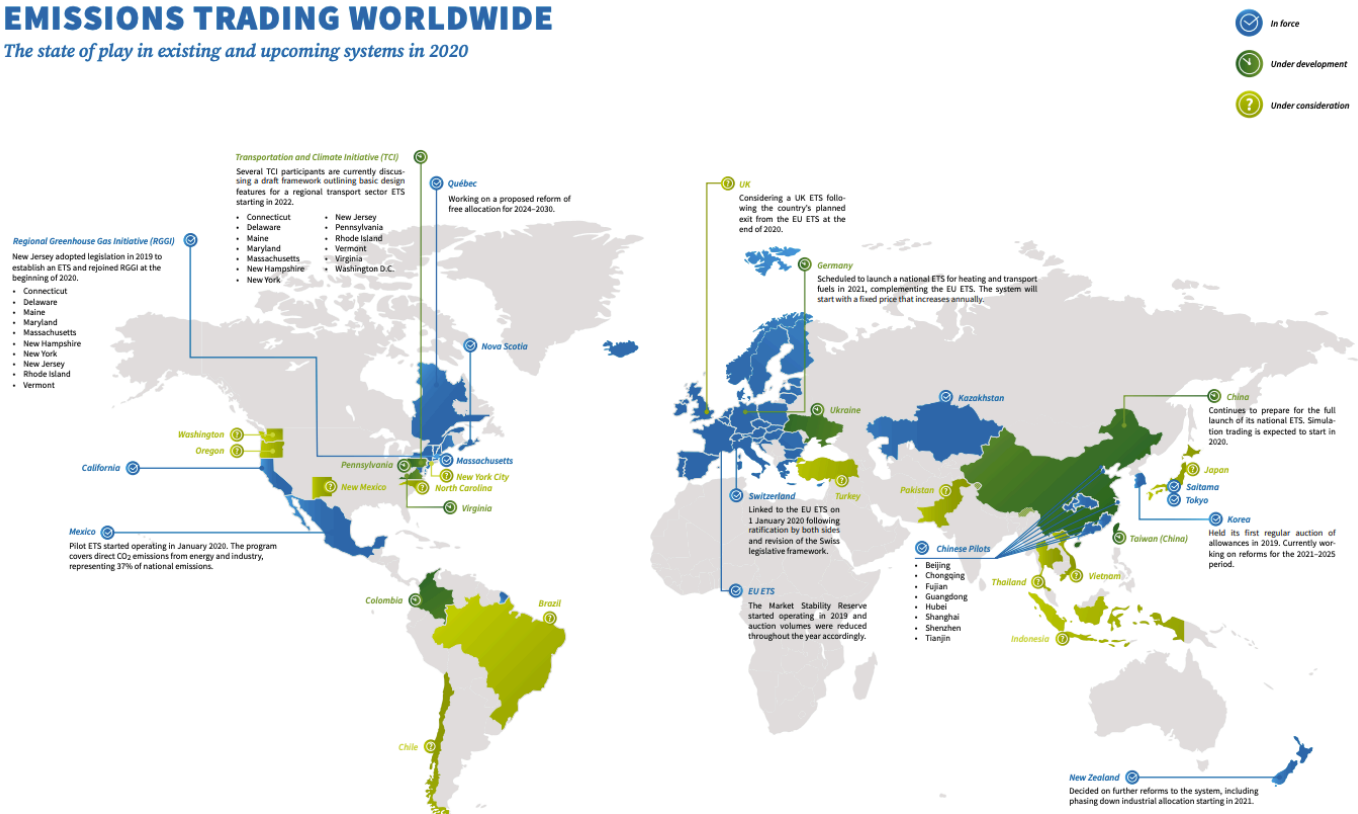 EMISSIONS TRADING WORLDWIDE
The state of play in existing and upcoming systems in 2020
In force
Under development
Under consideration
Transportation and Climate Initiative (TCI)
Several TCI participants are currently discus-
sing a draft framework outlining basic design
features for a regional transport sector ETS
starting in 2022.
• Connecticut
• Delaware
• Maine
• Maryland
• Massachusetts
• New Hampshire
• New York
• New Jersey
• Pennsylvania
• Rhode Island
• Vermont
• Virginia
• Washington D.C.
Québec
Working on a proposed reform of
free allocation for 2024–2030.
UK
Considering a UK ETS follo-
wing the country's planned
exit from the EU ETS at the
end of 2020.
Regional Greenhouse Gas Initiative (RGGI)
New Jersey adopted legislation in 2019 to
establish an ETS and rejoined RGGI at the
beginning of 2020.
• Connecticut
• Delaware
• Maine
• Maryland
• Massachusetts
• New Hampshire
• New York
• New Jersey
• Rhode Island
• Vermont
Germany
Scheduled to launch a national ETS for heating and transport
fuels in 2021, complementing the EU ETS. The system will
start with a fixed price that increases annually.
Nova Scotia
Kazakhstan
China
Continues to prepare for the full
launch of its national ETS. Simula-
tion trading is expected to start in
2020.
Ukraine
Washington
Oregon
California
Pennsylvania
Massachusetts
New York City
North Carolina
New Mexico
Virginia
Turkey
Pakistan
Japan
Saitama
Tokyo
Switzerland
Linked to the EU ETS on
1 January 2020 following
ratification by both sides
and revision of the Swiss
legislative framework.
Korea
Held its first regular auction of
allowances in 2019. Currently wor-
king on reforms for the 2021–2025
period.
Mexico
Pilot ETS started operating in January 2020. The program
covers direct CO₂ emissions from energy and industry,
representing 37% of national emissions.
Taiwan (China)
Chinese Pilots
• Beijing
• Chongqing
• Fujian
• Guangdong
• Hubei
• Shanghai
• Shenzhen
• Tianjin
Thailand
Vietnam
Indonesia
EU ETS
The Market Stability Reserve
started operating in 2019 and
auction volumes were reduced
throughout the year accordingly.
Colombia
Brazil
Chile
New Zealand
Decided on further reforms to the system, including
phasing down industrial allocation starting in 2021.